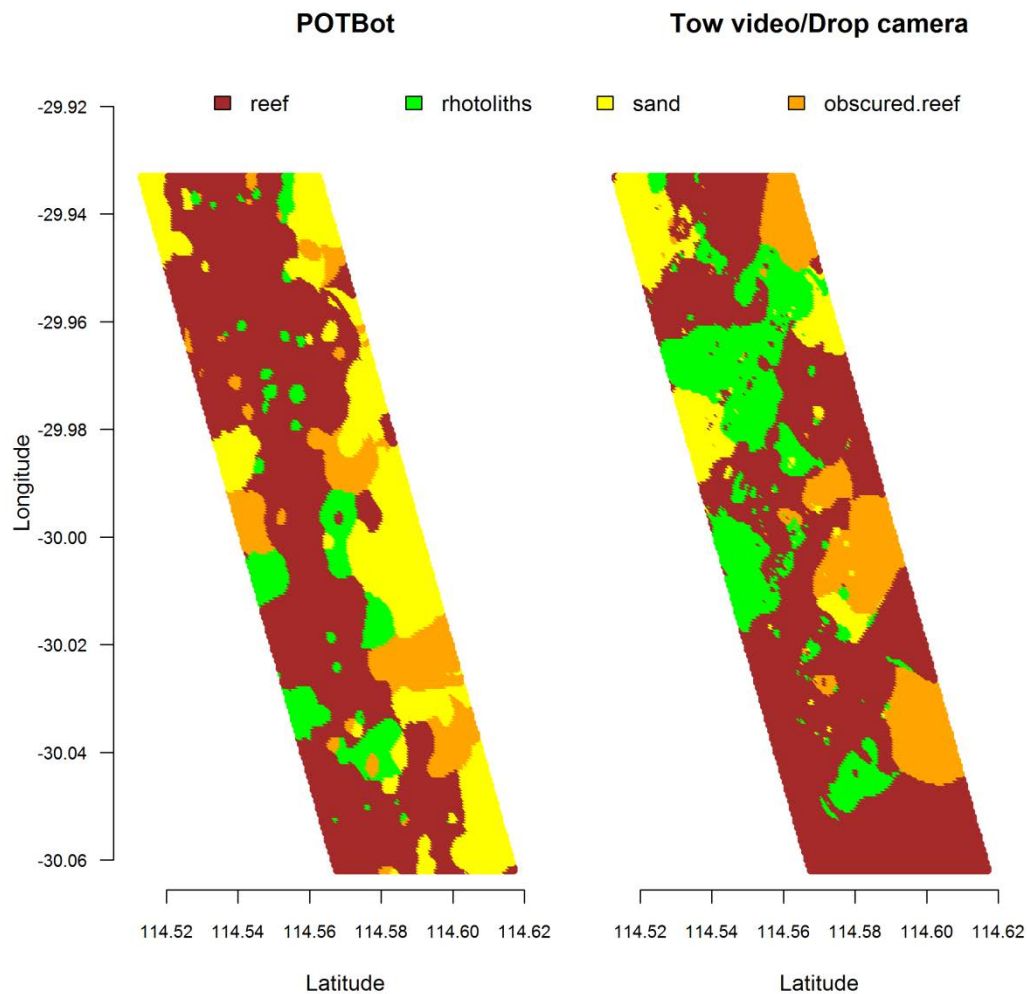 POTBot Tow video/Drop camera
reef rhotoliths sand obscured.reef
-29.92
-29.94
-29.96
-29.98
-30.00
-30.02
-30.04
-30.06
Longitude
114.52 114.54 114.56 114.58 114.60 114.62 114.52 114.54 114.56 114.58 114.60 114.62
Latitude Latitude